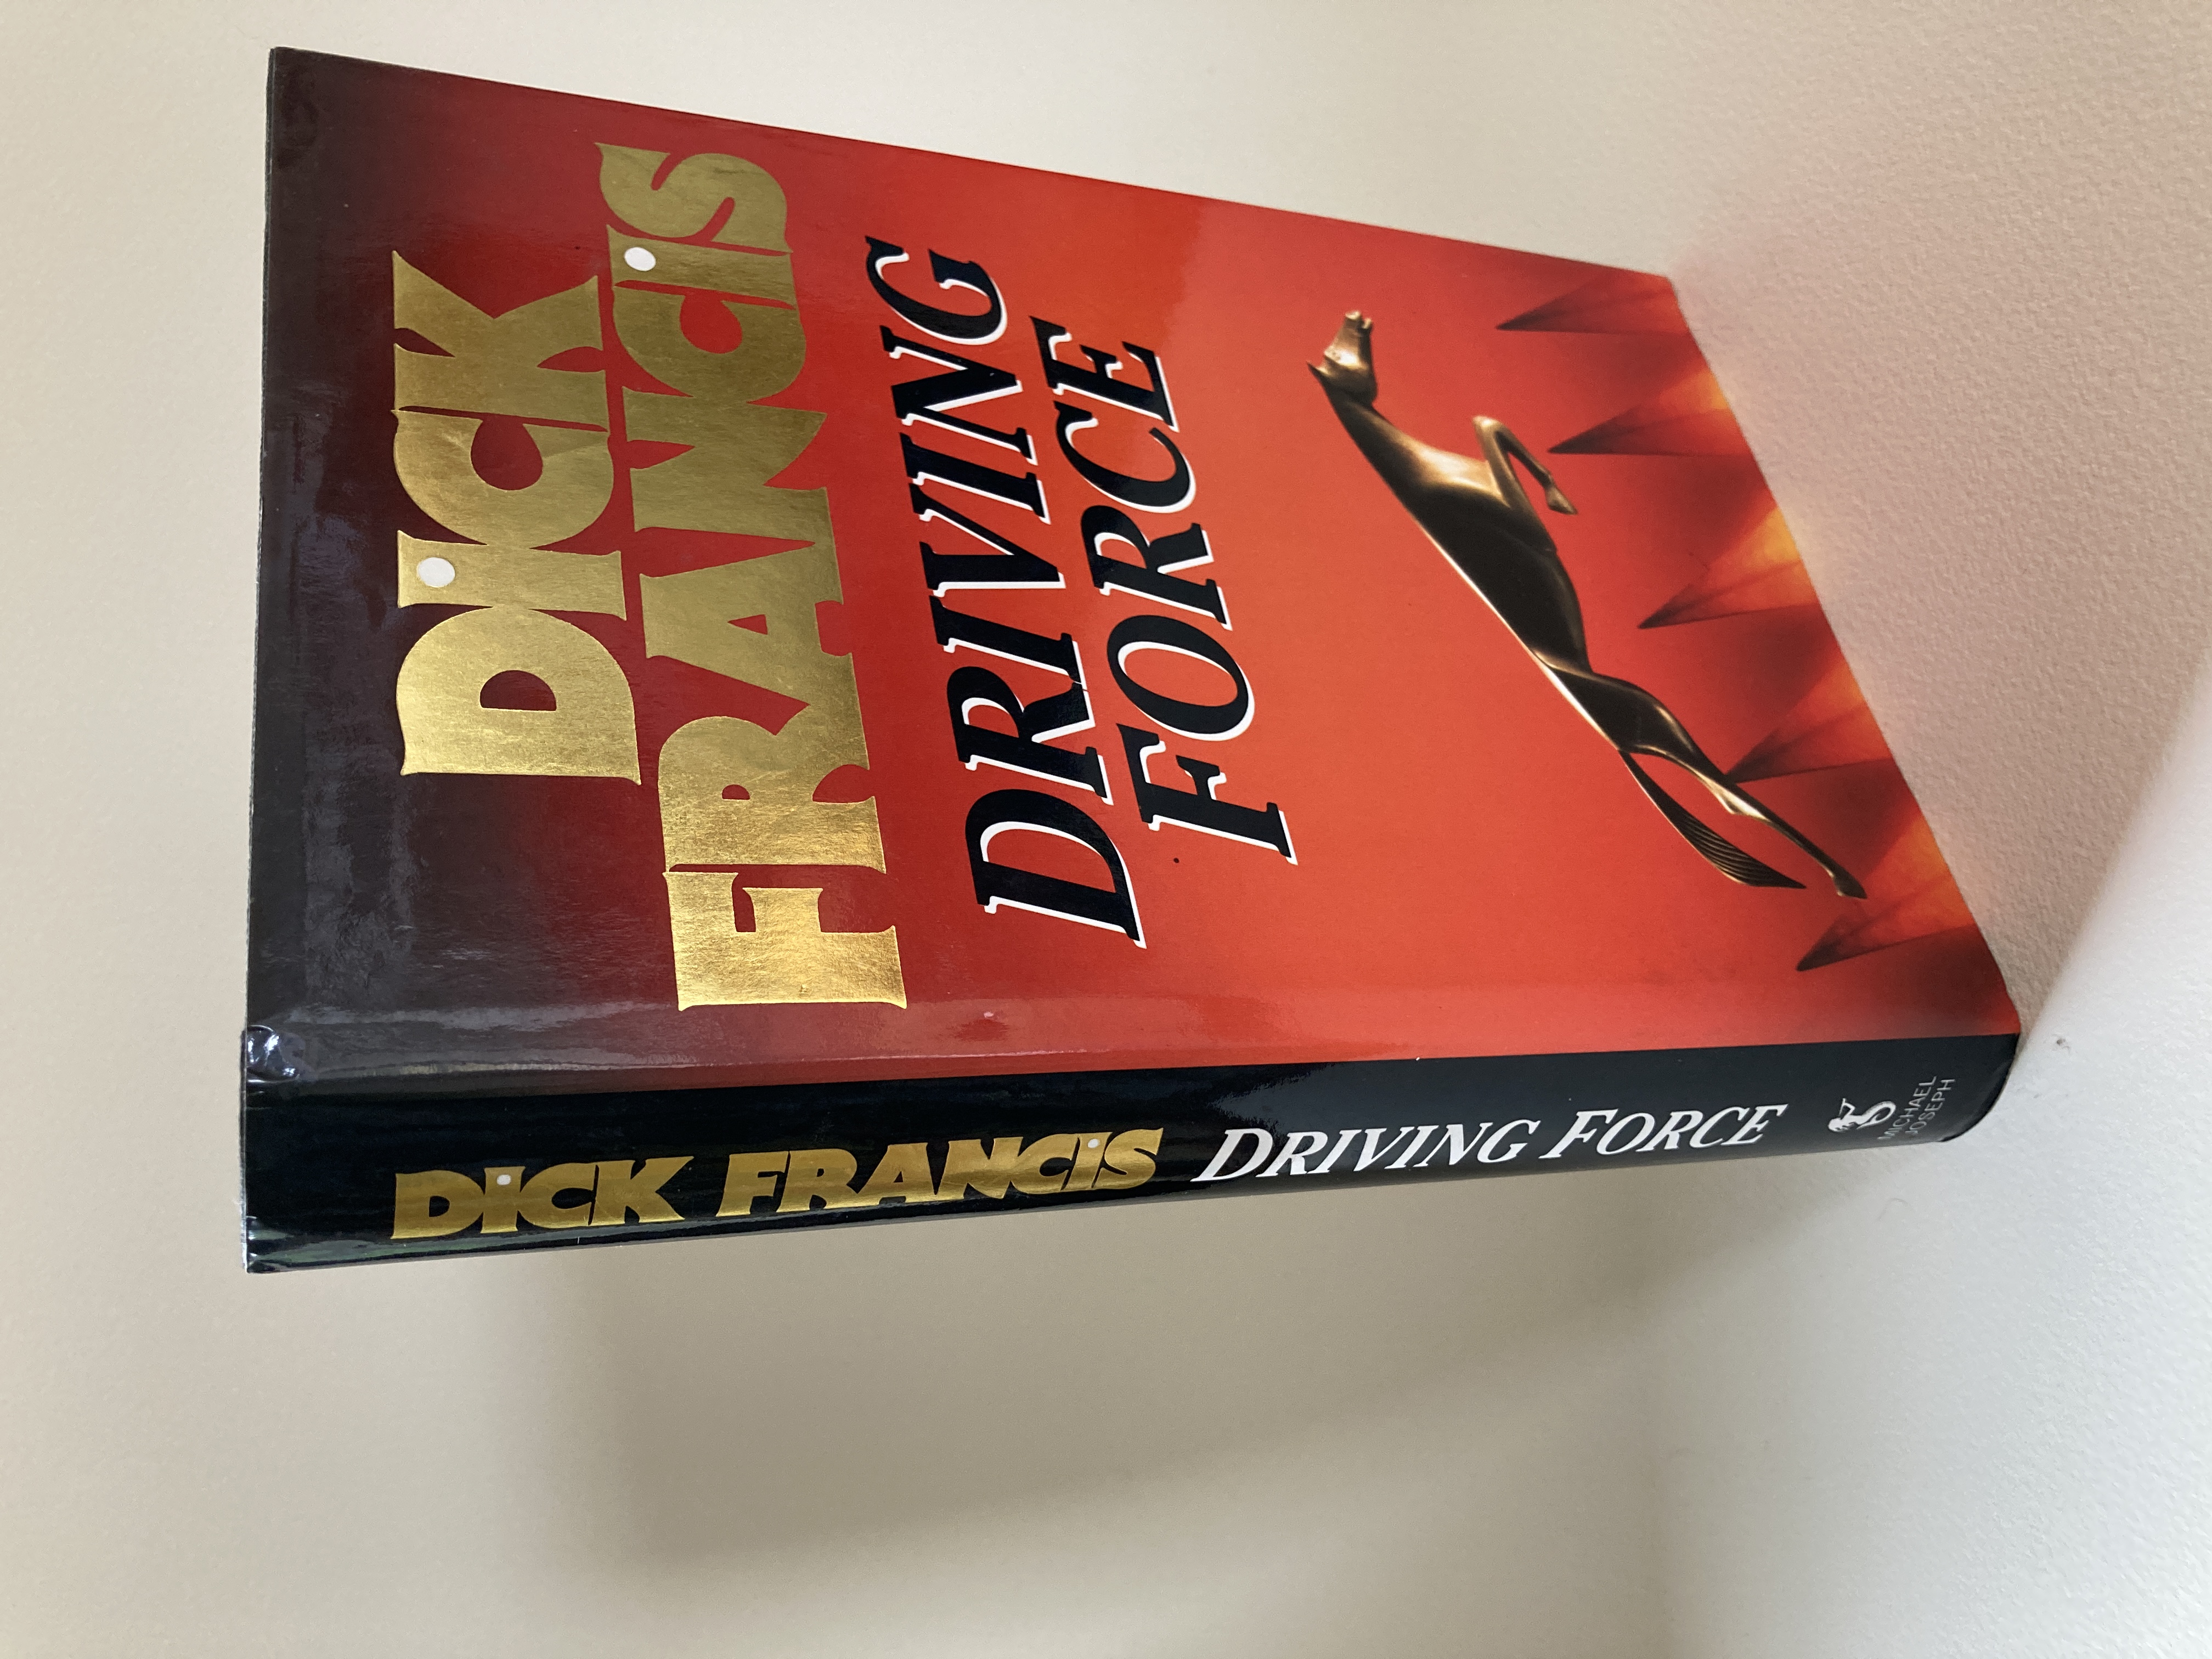 DICK
FRANCIS
DRIVING
FORCE
DICK FRANCIS DRIVING FORCE
MICHAEL
JOSEPH